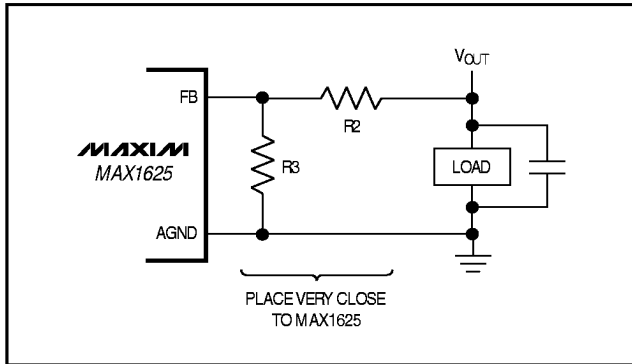 VOUT
FB
R2
MAXIM
MAX1625
R3
LOAD
AGND
PLACE VERY CLOSE
TO MAX1625